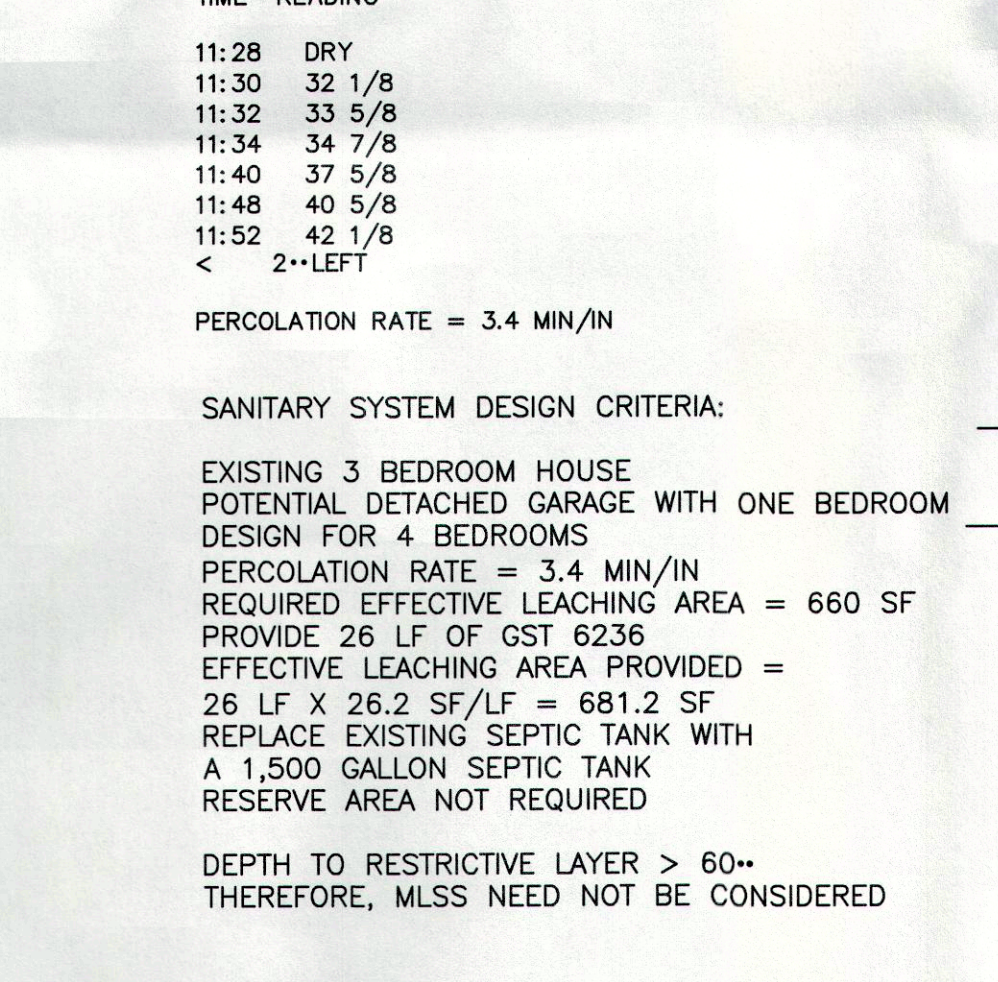 TIME READING
11:28 DRY
11:30 32 1/8
11:32 33 5/8
11:34 34 7/8
11:40 37 5/8
11:48 40 5/8
11:52 42 1/8
< 2••LEFT
PERCOLATION RATE = 3.4 MIN/IN
SANITARY SYSTEM DESIGN CRITERIA:
EXISTING 3 BEDROOM HOUSE
POTENTIAL DETACHED GARAGE WITH ONE BEDROOM
DESIGN FOR 4 BEDROOMS
PERCOLATION RATE = 3.4 MIN/IN
REQUIRED EFFECTIVE LEACHING AREA = 660 SF
PROVIDE 26 LF OF GST 6236
EFFECTIVE LEACHING AREA PROVIDED =
26 LF X 26.2 SF/LF = 681.2 SF
REPLACE EXISTING SEPTIC TANK WITH
A 1,500 GALLON SEPTIC TANK
RESERVE AREA NOT REQUIRED
DEPTH TO RESTRICTIVE LAYER > 60••
THEREFORE, MLSS NEED NOT BE CONSIDERED